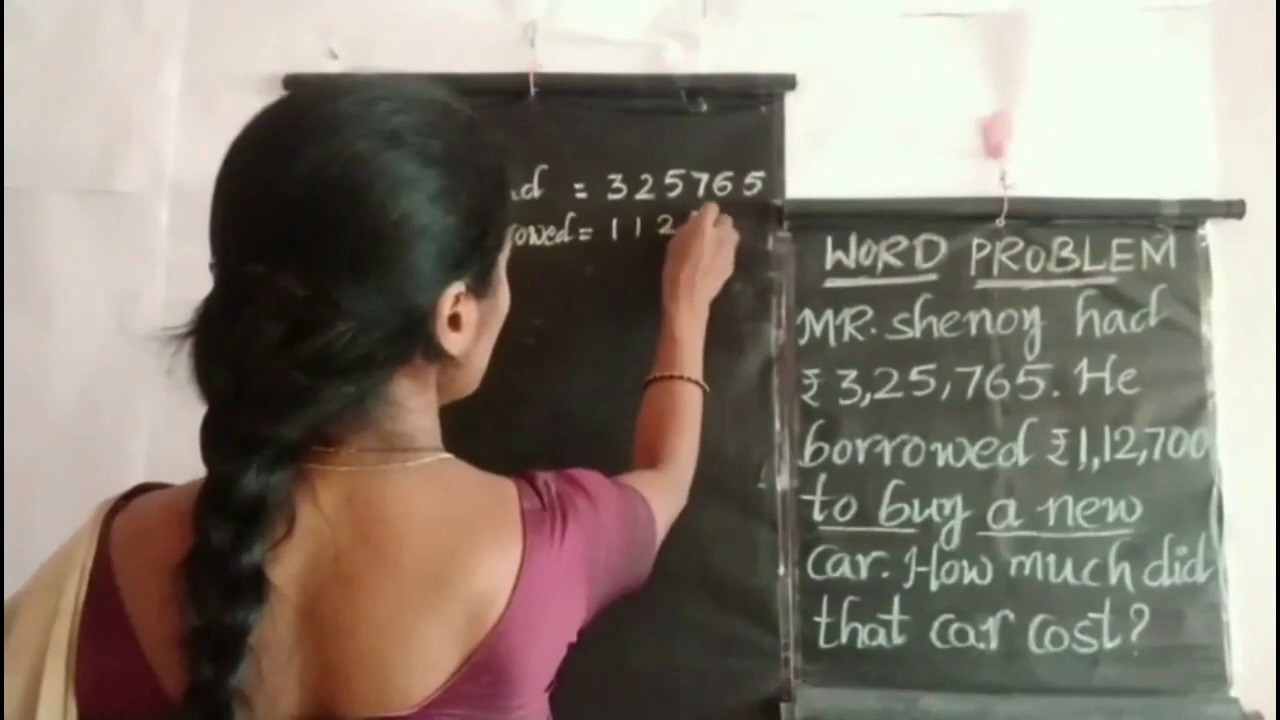 = 325765
= 112
WORD PROBLEM
MR. shenoy had
₹3,25,765. He
borrowed ₹1,12,700
to buy a new
car. How much did
that car cost?